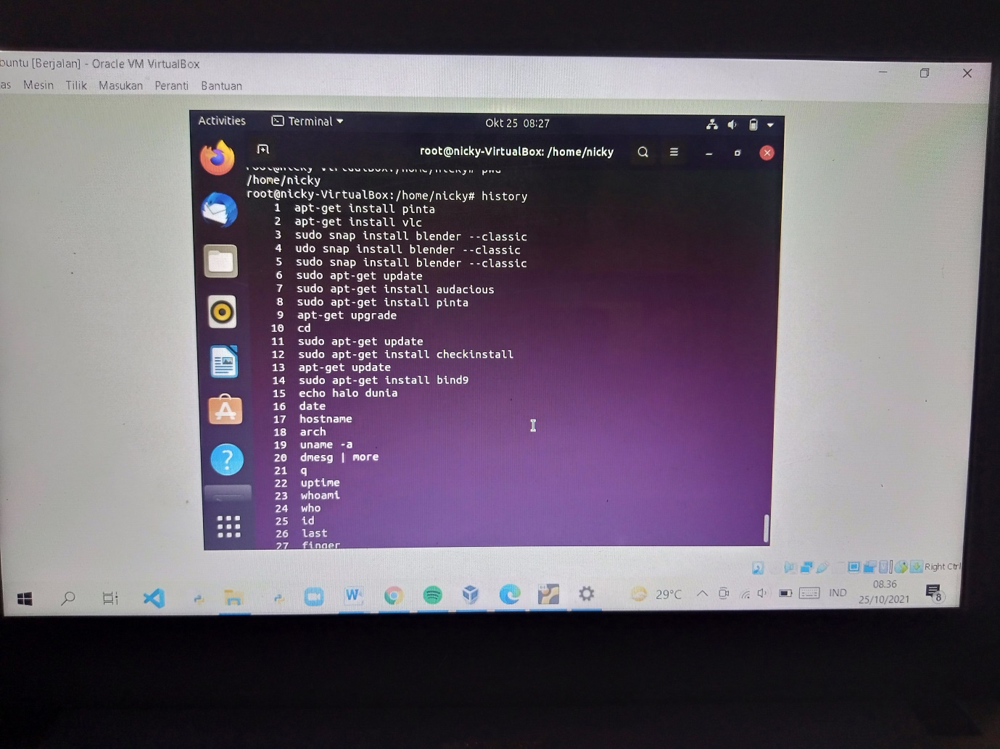 buntu [Berjalan] - Oracle VM VirtualBox
as Mesin Tilik Masukan Peranti Bantuan
Activities Terminal Okt 25 08:27
root@nicky-VirtualBox: /home/nicky
root@nicky-VirtualBox:/home/nicky# pwd
/home/nicky
root@nicky-VirtualBox:/home/nicky# history
1 apt-get install pinta
2 apt-get install vlc
3 sudo snap install blender --classic
4 udo snap install blender --classic
5 sudo snap install blender --classic
6 sudo apt-get update
7 sudo apt-get install audacious
8 sudo apt-get install pinta
9 apt-get upgrade
10 cd
11 sudo apt-get update
12 sudo apt-get install checkinstall
13 apt-get update
14 sudo apt-get install bind9
15 echo halo dunia
16 date
17 hostname
18 arch
19 uname -a
20 dmesg | more
21 q
22 uptime
23 whoami
24 who
25 id
26 last
27 finger
Right Ctrl
29°C IND 08.36
25/10/2021 8